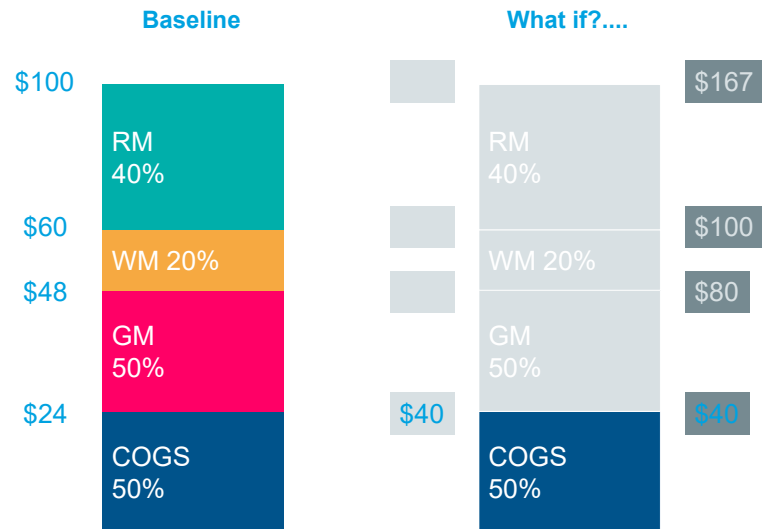 Baseline
What if?....
$100
$60
$48
$24
RM
40%
WM 20%
GM
50%
COGS
50%
$40
RM
40%
WM 20%
GM
50%
COGS
50%
$167
$100
$80
$40